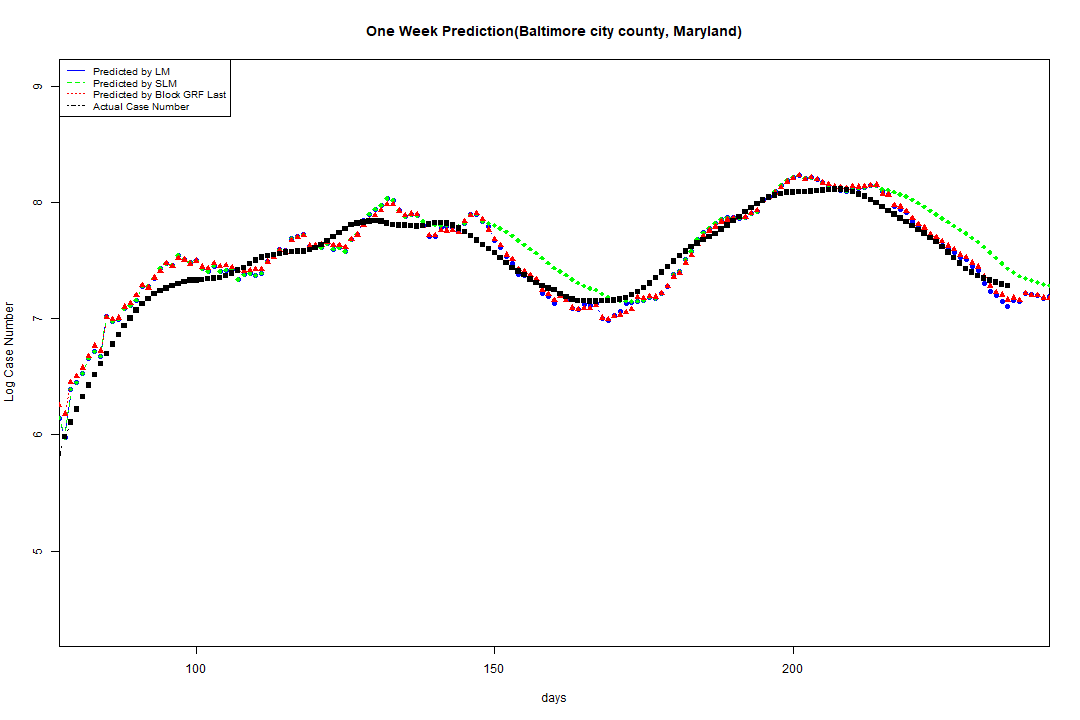 One Week Prediction(Baltimore city county, Maryland)
Predicted by LM
Predicted by SLM
Predicted by Block GRF Last
Actual Case Number
9
8
7
6
5
Log Case Number
100 150 200
days